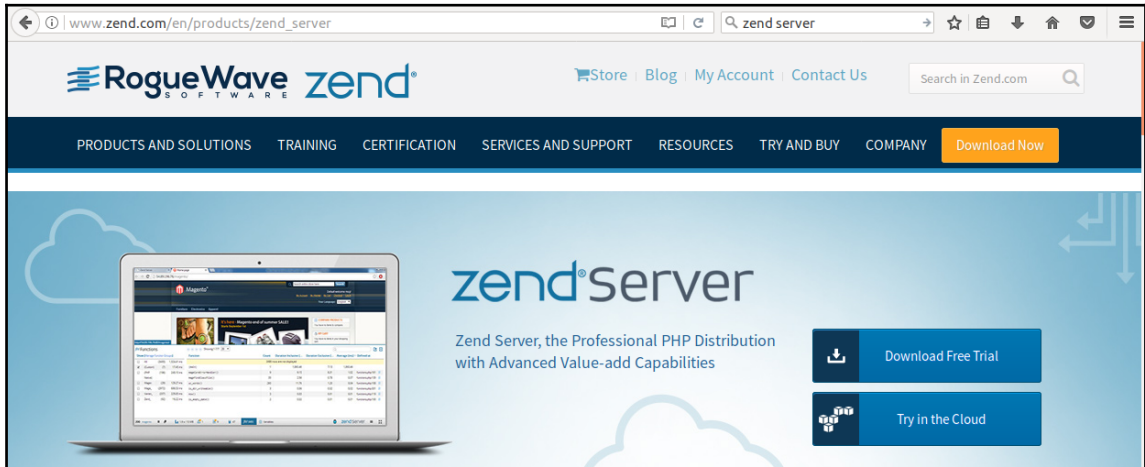 www.zend.com/en/products/zend_server
zend server
RogueWave
SOFTWARE
zend
Store | Blog | My Account | Contact Us
Search in Zend.com
PRODUCTS AND SOLUTIONS TRAINING CERTIFICATION SERVICES AND SUPPORT RESOURCES TRY AND BUY COMPANY Download Now
Magento
zend Server
Zend Server, the Professional PHP Distribution
with Advanced Value-add Capabilities
Download Free Trial
Try in the Cloud